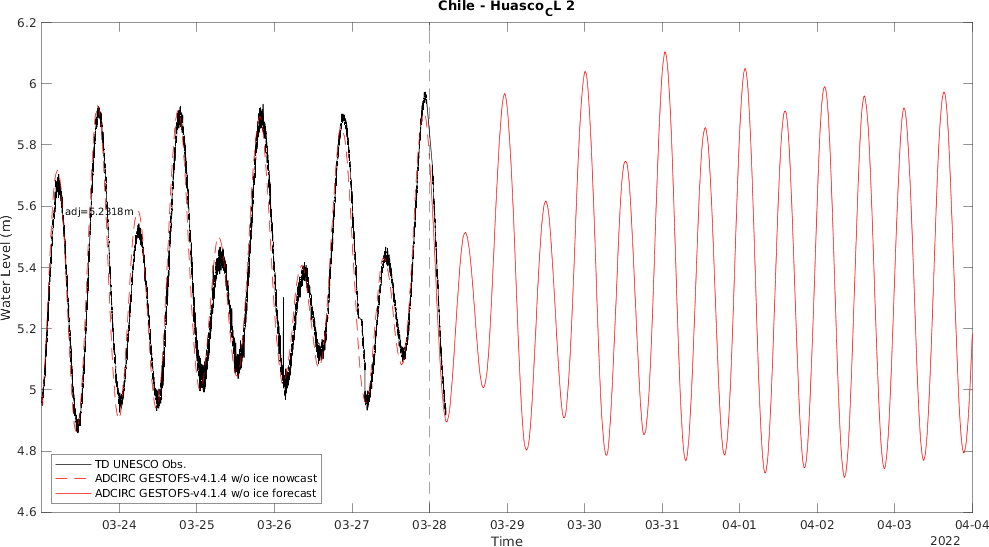 Chile - Huasco_CL 2
6.2
6
5.8
5.6
5.4
5.2
5
4.8
4.6
Water Level (m)
adj=5.2318m
TD UNESCO Obs.
ADCIRC GESTOFS-v4.1.4 w/o ice nowcast
ADCIRC GESTOFS-v4.1.4 w/o ice forecast
03-24 03-25 03-26 03-27 03-28 03-29 03-30 03-31 04-01 04-02 04-03 04-04
Time
2022